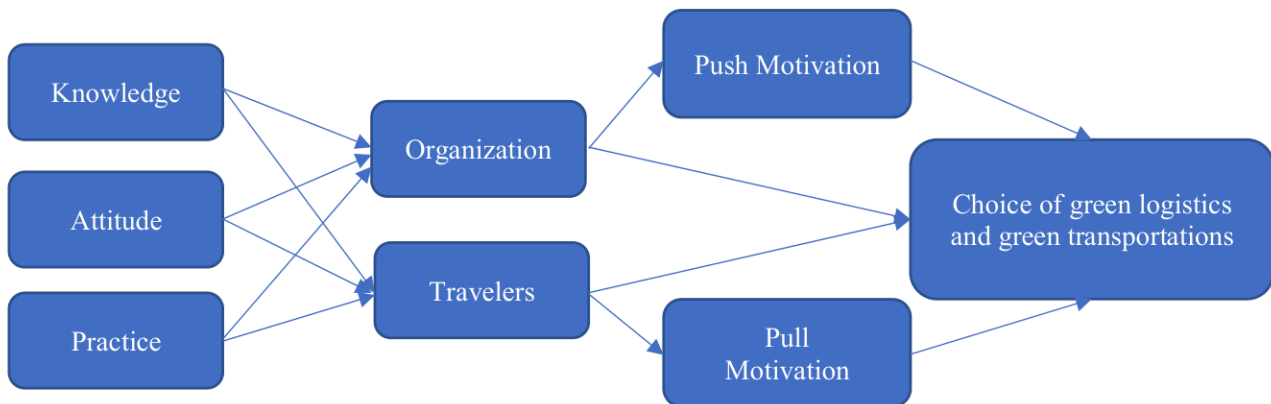 Knowledge
Attitude
Practice
Organization
Travelers
Push Motivation
Pull
Motivation
Choice of green logistics
and green transportations